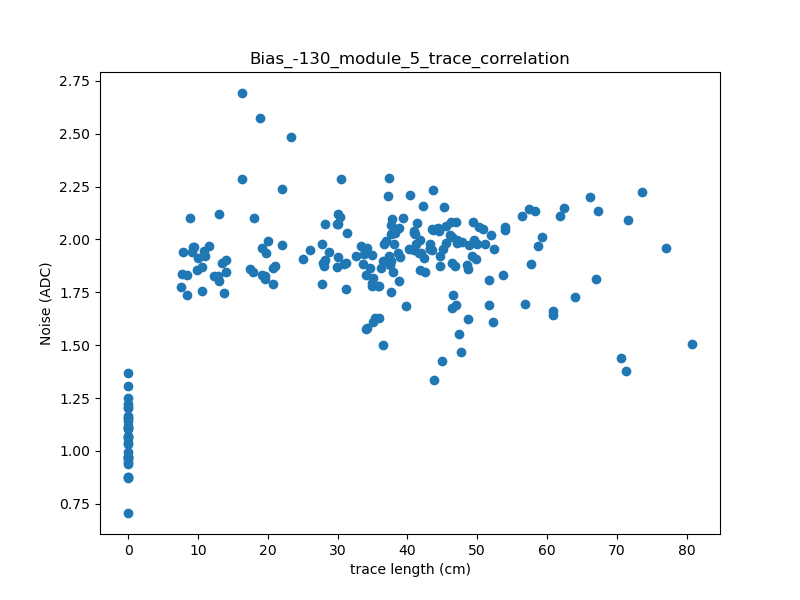 Bias_-130_module_5_trace_correlation
2.75
2.50
2.25
2.00
1.75
1.50
1.25
1.00
0.75
Noise (ADC)
0 10 20 30 40 50 60 70 80
trace length (cm)